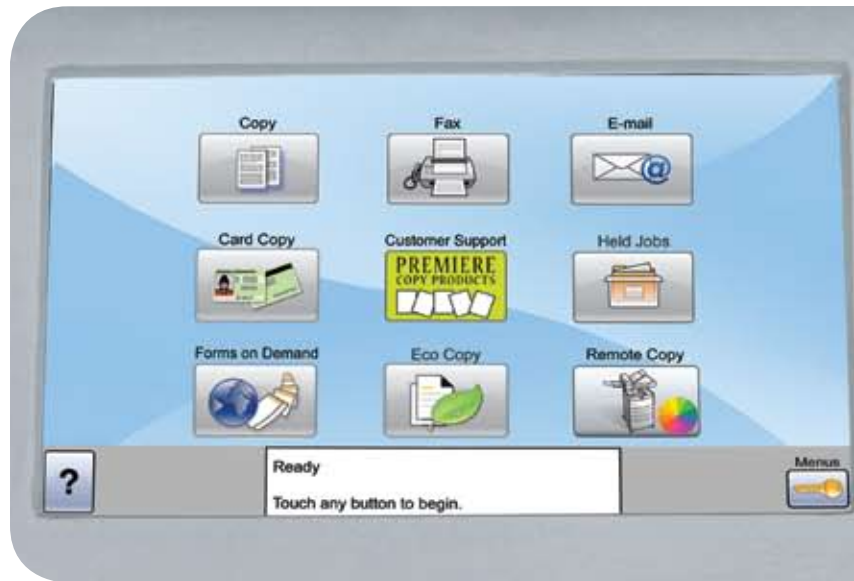 Copy
Fax
E-mail
@
Card Copy
Customer Support
Held Jobs
PREMIERE
COPY PRODUCTS
Forms on Demand
Eco Copy
Remote Copy
?
Ready
Touch any button to begin.
Menus